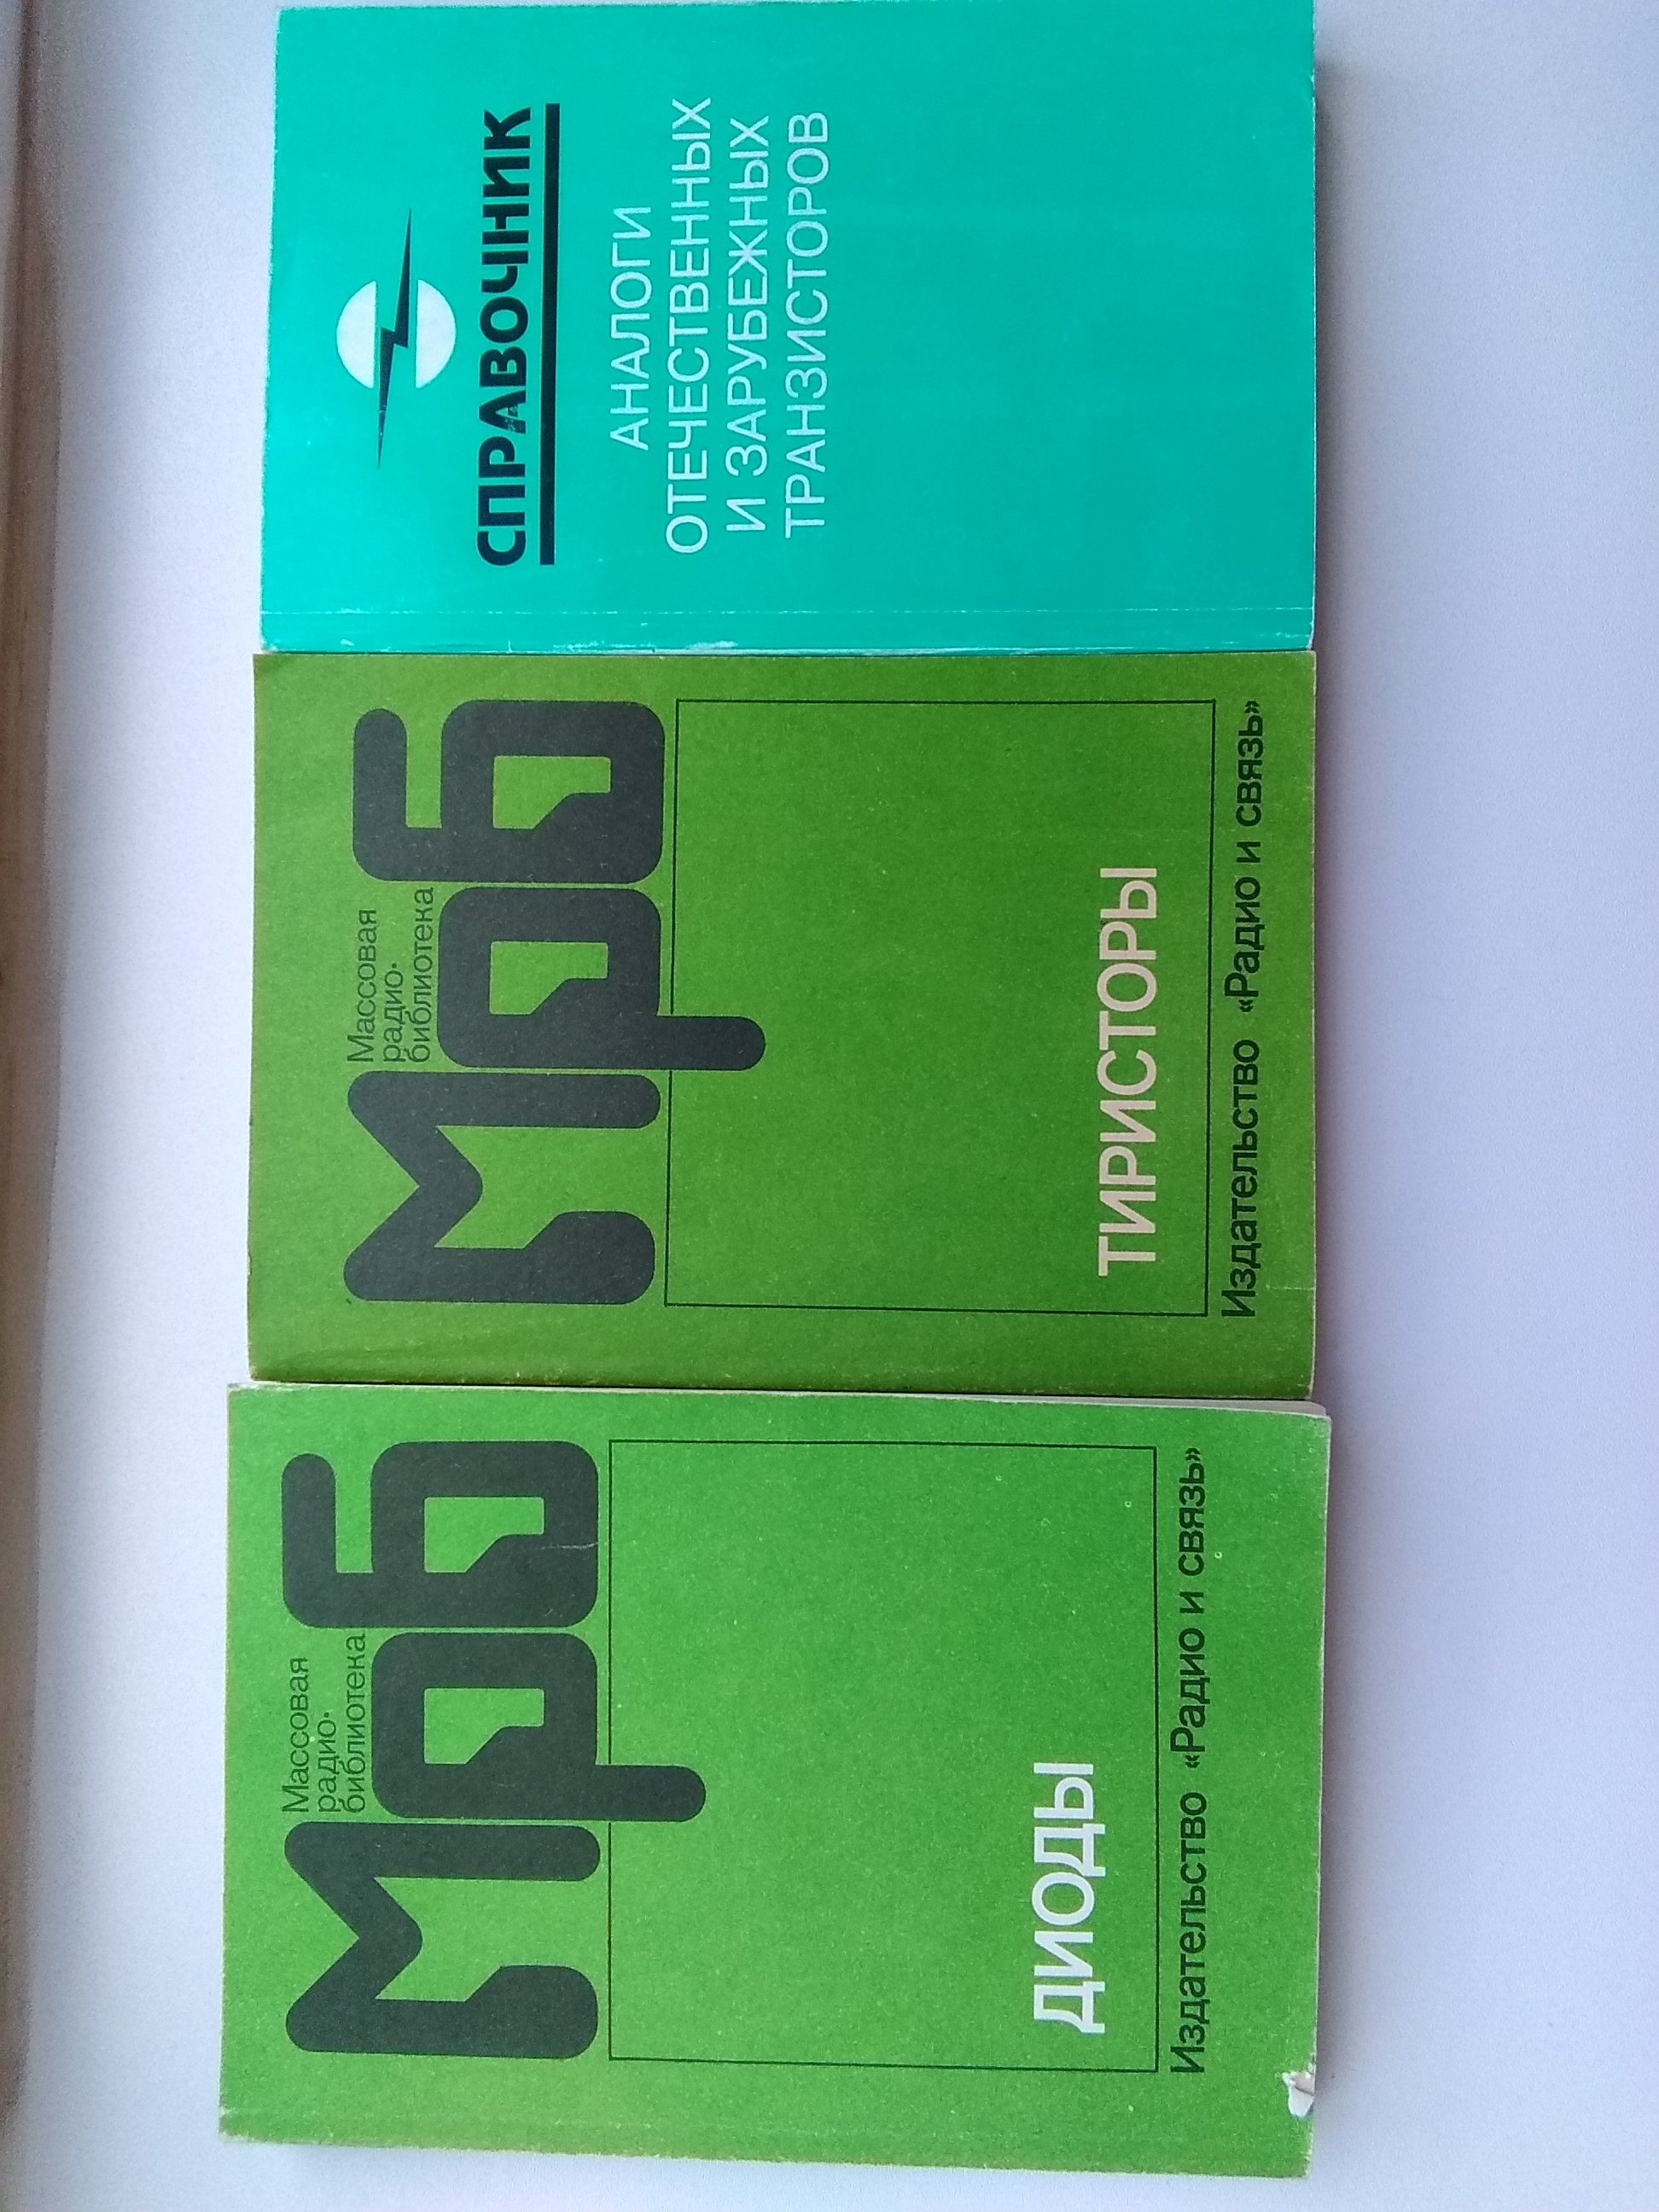 Массовая
радио-
библиотека
Мрб
ДИОДЫ
Издательство «Радио и связь»
Массовая
радио-
библиотека
Мрб
ТИРИСТОРЫ
Издательство «Радио и связь»
СПРАВОЧНИК
АНАЛОГИ
ОТЕЧЕСТВЕННЫХ
И ЗАРУБЕЖНЫХ
ТРАНЗИСТОРОВ